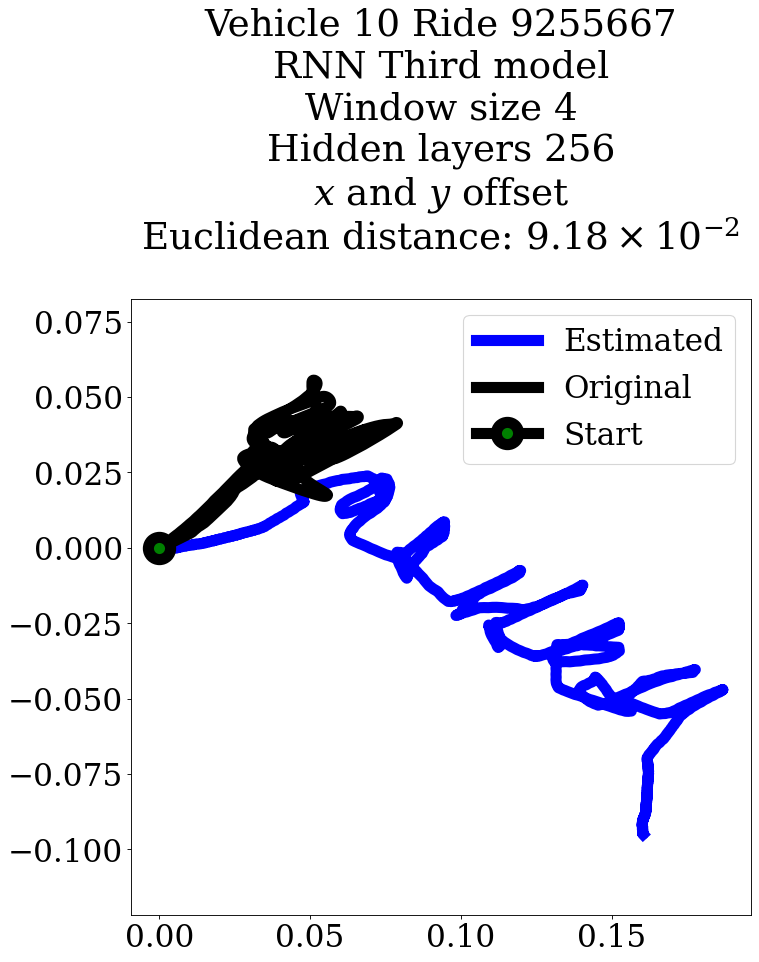 Vehicle 10 Ride 9255667
RNN Third model
Window size 4
Hidden layers 256
x and y offset
Euclidean distance: 9.18 × 10⁻²
Estimated
Original
Start
0.075
0.050
0.025
0.000
−0.025
−0.050
−0.075
−0.100
0.00 0.05 0.10 0.15